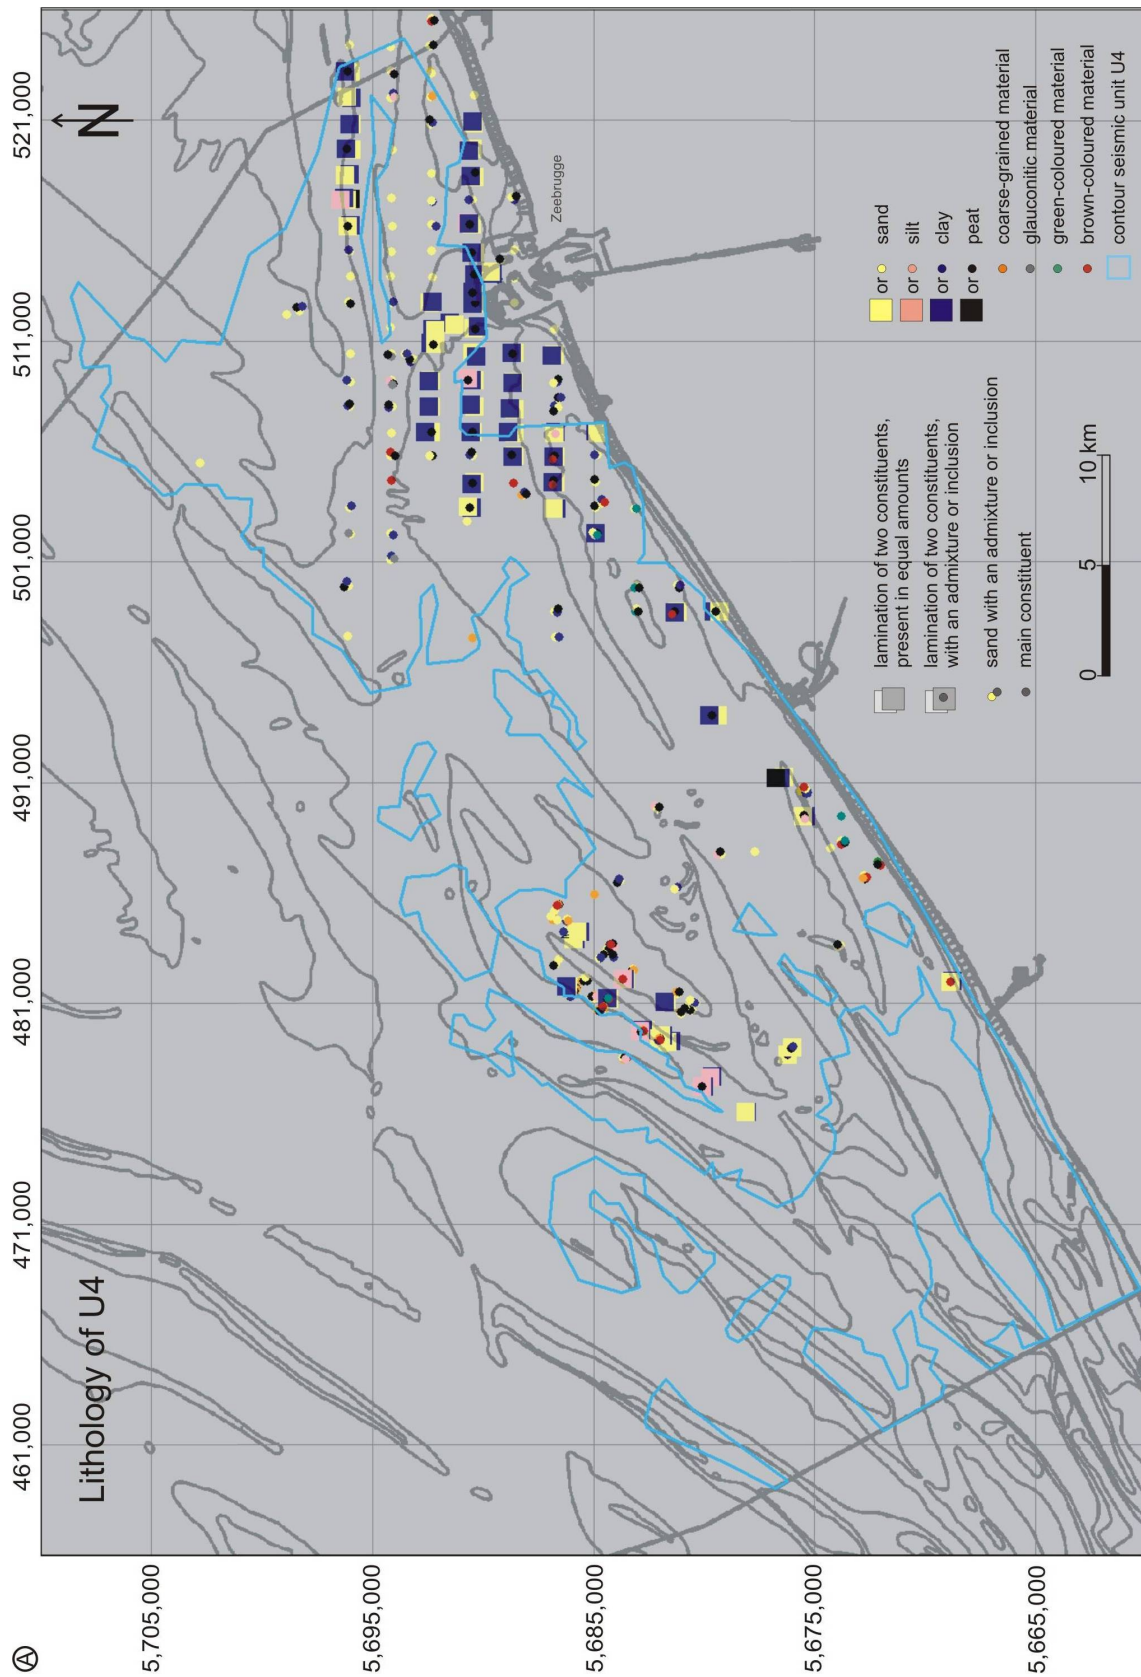 Ⓐ
Lithology of U4
461,000
471,000
481,000
491,000
501,000
511,000
521,000
5,705,000
5,695,000
5,685,000
5,675,000
5,665,000
N
Zeebrugge
lamination of two constituents,
present in equal amounts
lamination of two constituents,
with an admixture or inclusion
sand with an admixture or inclusion
main constituent
or sand
or silt
or clay
or peat
coarse-grained material
glauconitic material
green-coloured material
brown-coloured material
contour seismic unit U4
0 5 10 km